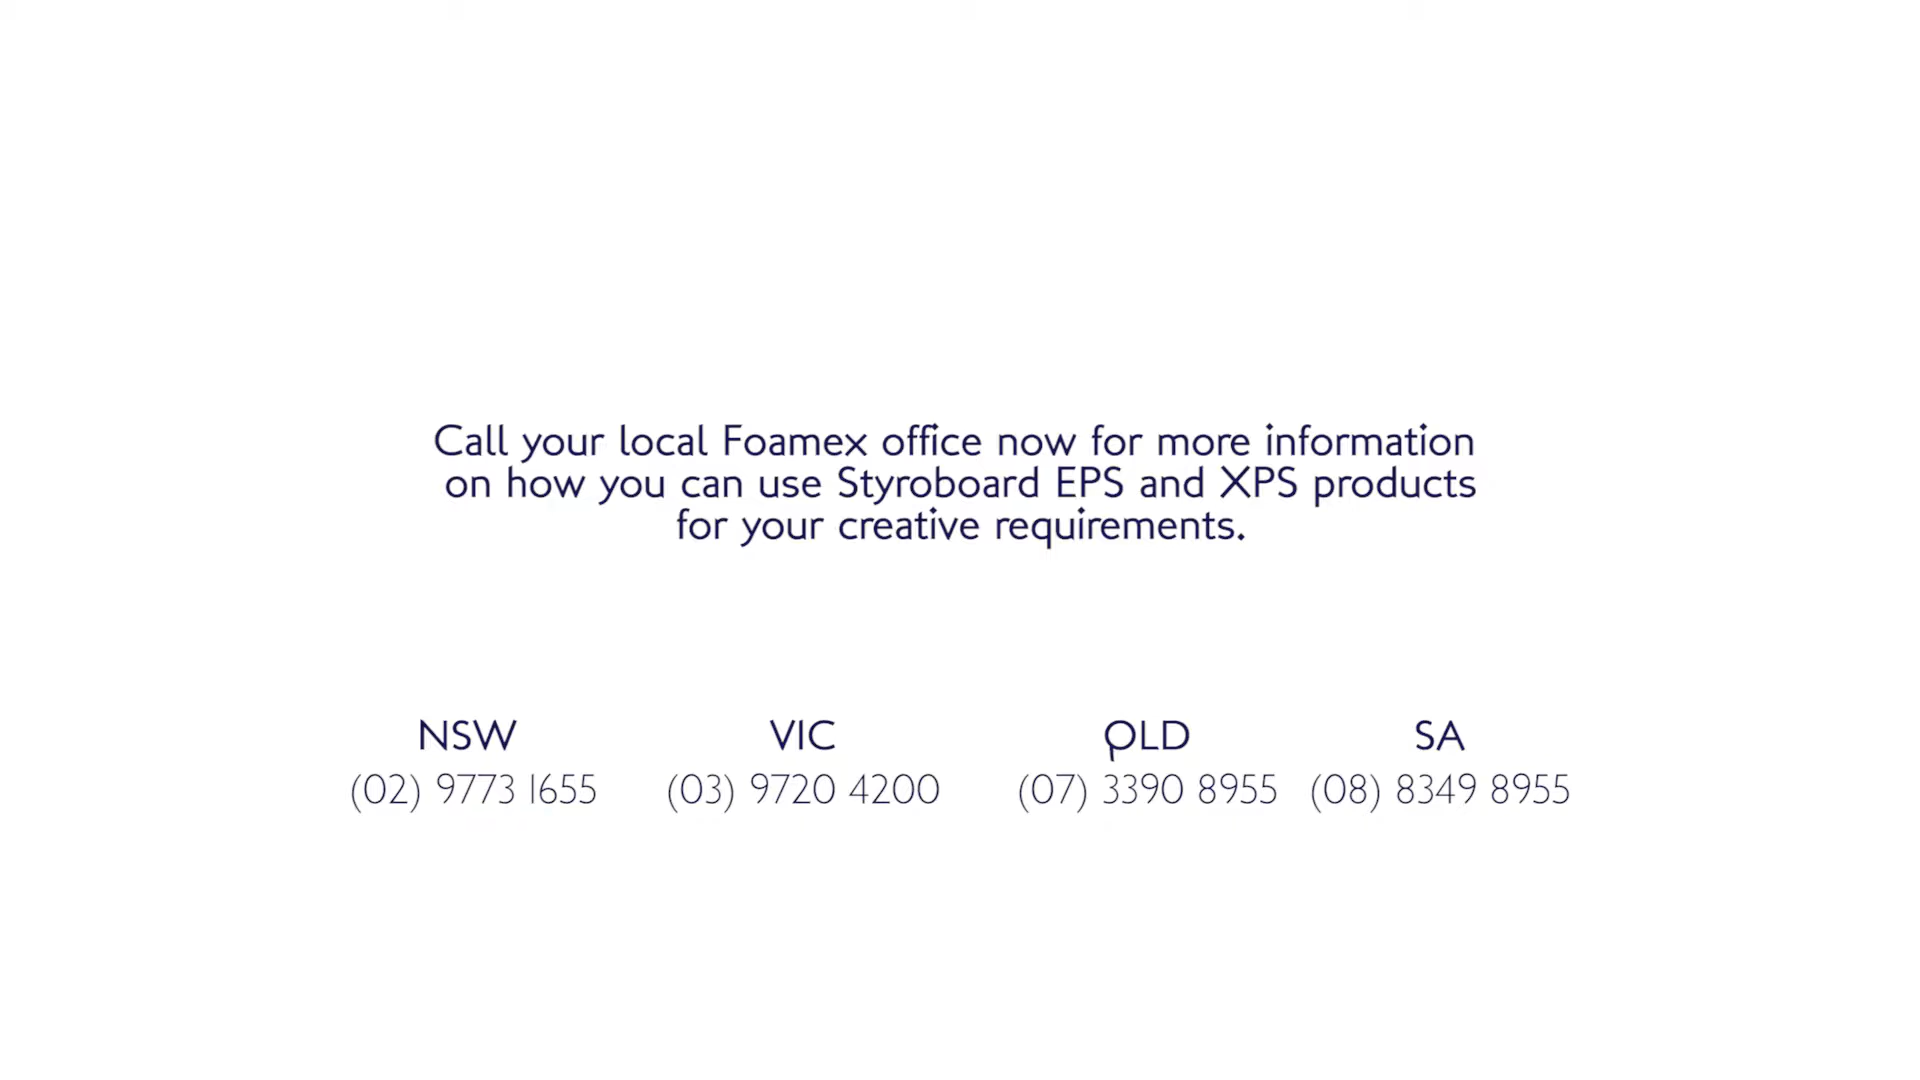 Call your local Foamex office now for more information
on how you can use Styroboard EPS and XPS products
for your creative requirements.
NSW VIC QLD SA
(02) 9773 1655 (03) 9720 4200 (07) 3390 8955 (08) 8349 8955